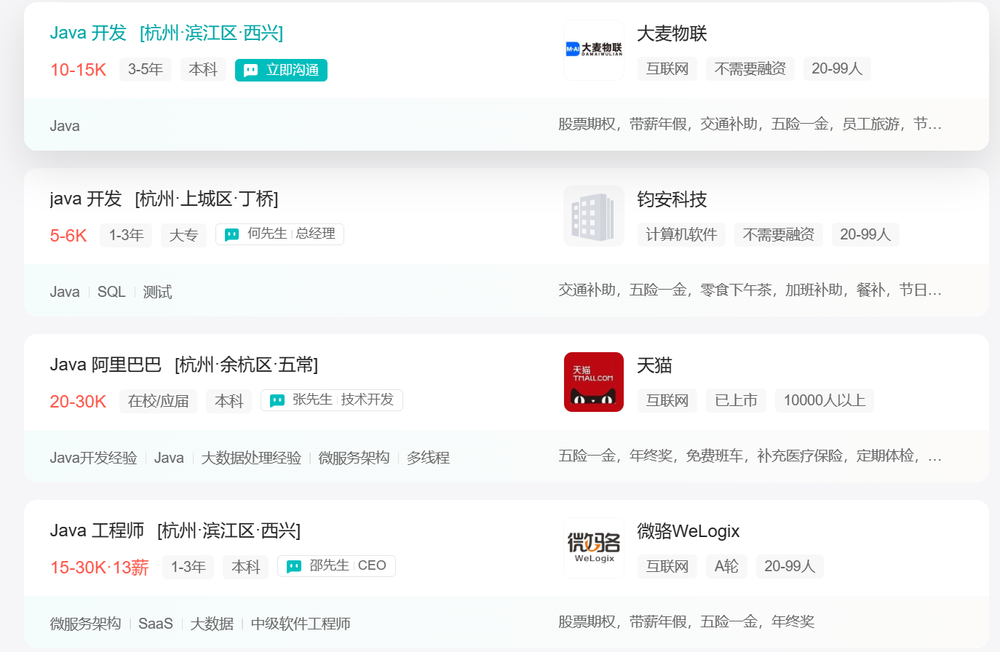 Java 开发 [杭州·滨江区·西兴]
10-15K 3-5年 本科 立即沟通
M·AI 大麦物联
DAMAIWULIAN
大麦物联
互联网 不需要融资 20-99人
Java
股票期权，带薪年假，交通补助，五险一金，员工旅游，节...
java 开发 [杭州·上城区·丁桥]
5-6K 1-3年 大专 何先生 总经理
钧安科技
计算机软件 不需要融资 20-99人
Java SQL 测试
交通补助，五险一金，零食下午茶，加班补助，餐补，节日...
Java 阿里巴巴 [杭州·余杭区·五常]
20-30K 在校/应届 本科 张先生 技术开发
天猫
TMALL.COM
天猫
互联网 已上市 10000人以上
Java开发经验 Java 大数据处理经验 微服务架构 多线程
五险一金，年终奖，免费班车，补充医疗保险，定期体检，...
Java 工程师 [杭州·滨江区·西兴]
15-30K·13薪 1-3年 本科 邵先生 CEO
微骆
WeLogix
微骆WeLogix
互联网 A轮 20-99人
微服务架构 SaaS 大数据 中级软件工程师
股票期权，带薪年假，五险一金，年终奖